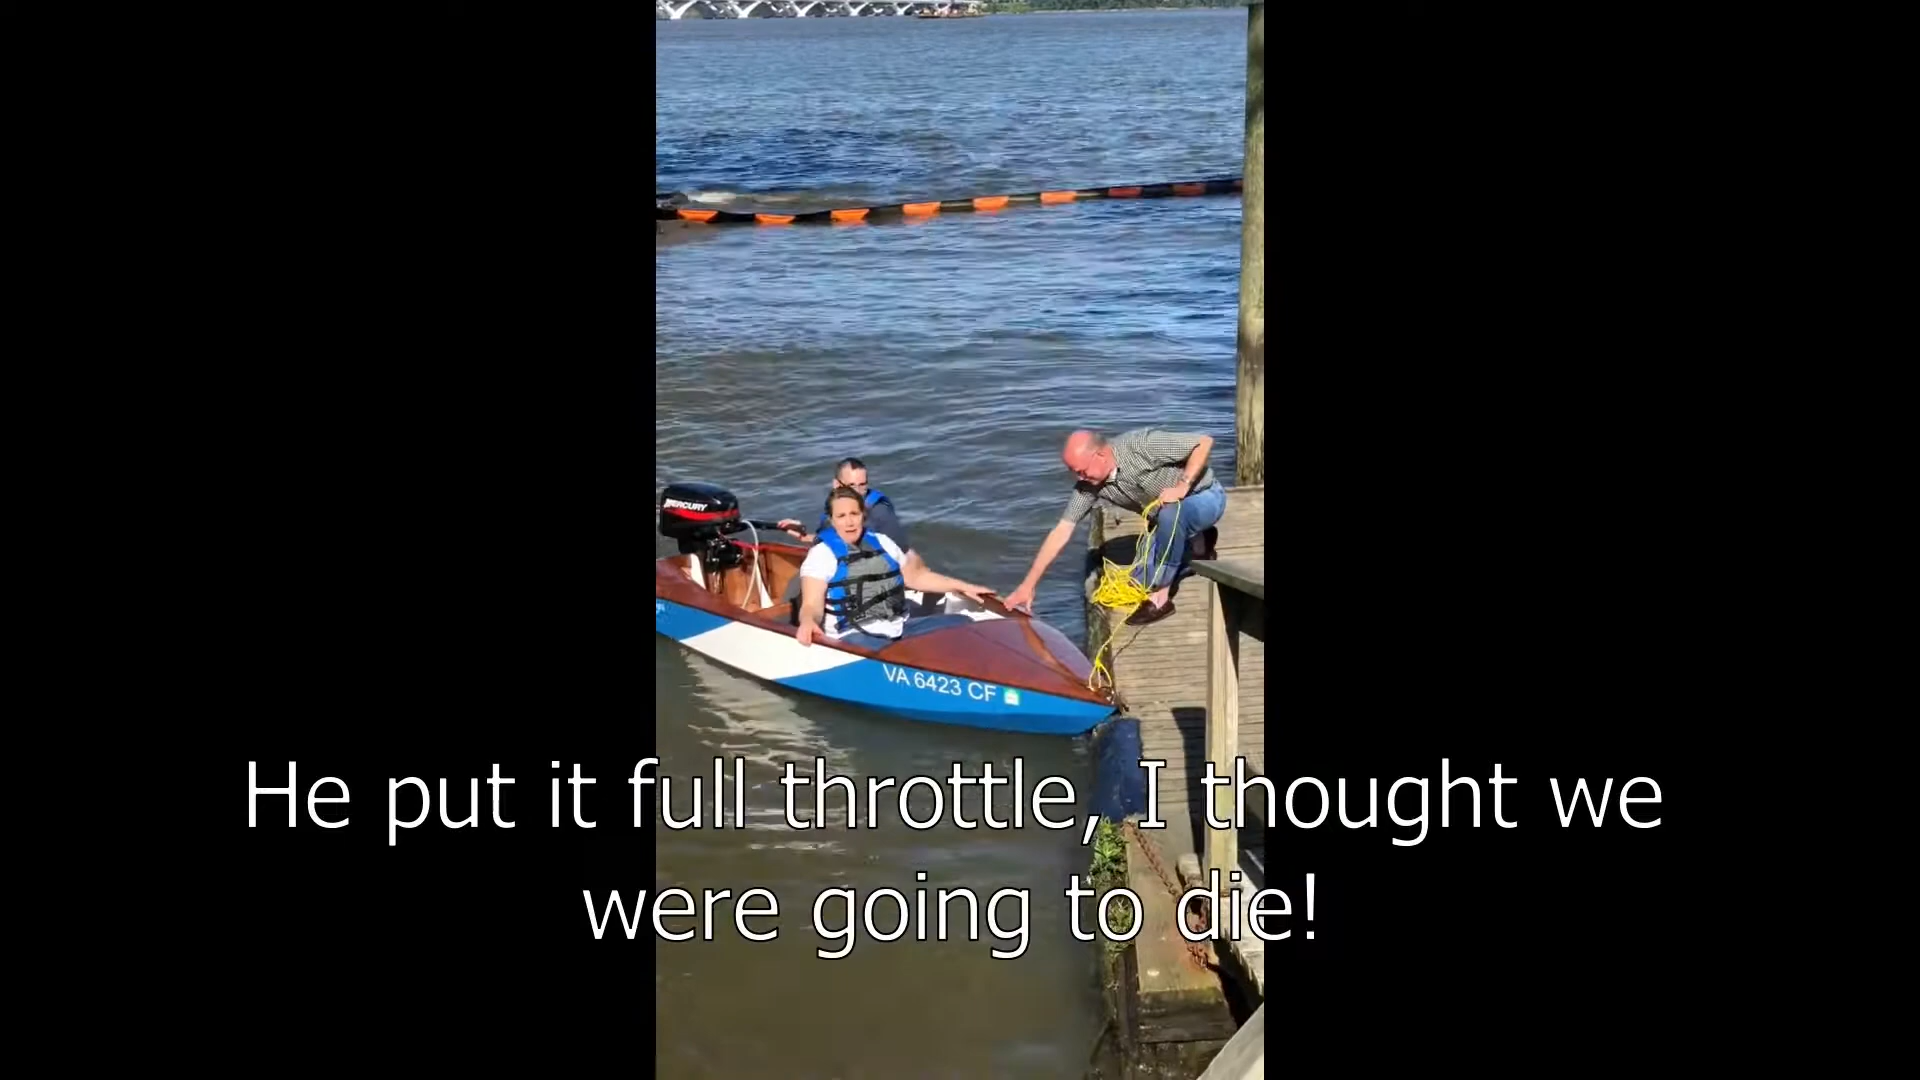 MERCURY
VA 6423 CF
He put it full throttle, I thought we
were going to die!